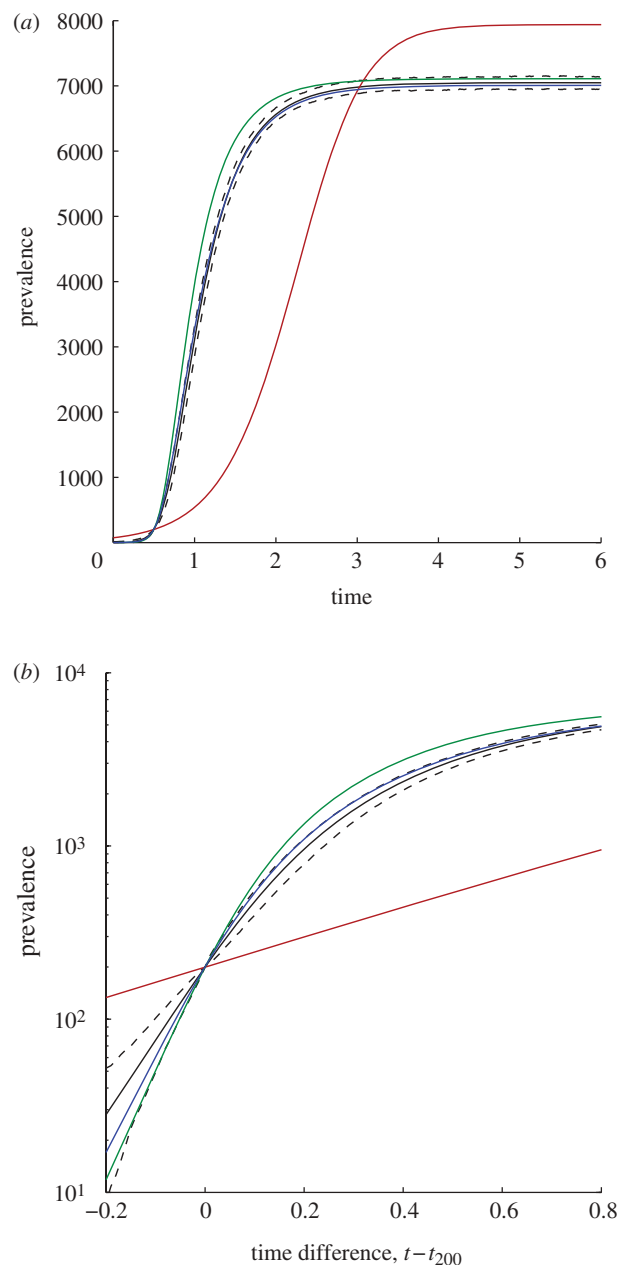 (a)
8000
7000
6000
5000
4000
3000
2000
1000
prevalence
0 1 2 3 4 5 6
time
(b)
10⁴
10³
10²
10¹
prevalence
−0.2 0 0.2 0.4 0.6 0.8
time difference, t−t₂₀₀